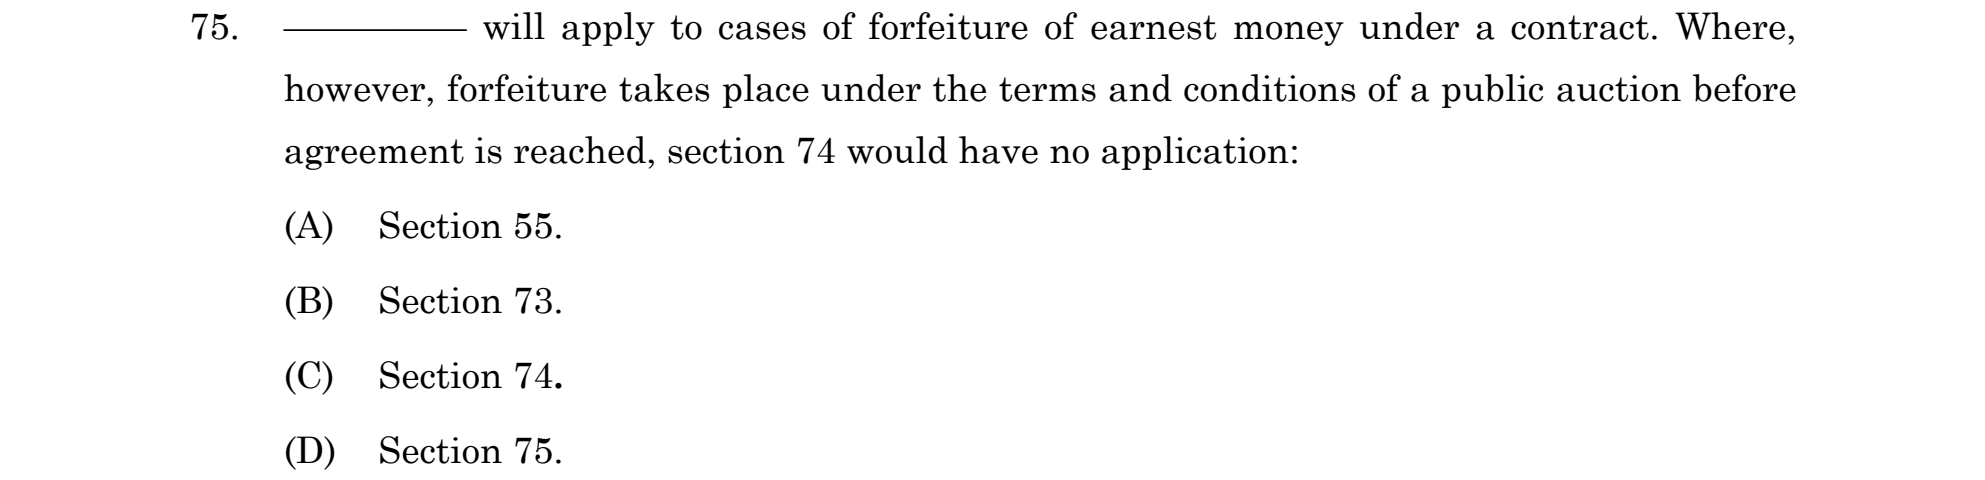 75. ———— will apply to cases of forfeiture of earnest money under a contract. Where,
however, forfeiture takes place under the terms and conditions of a public auction before
agreement is reached, section 74 would have no application:
(A) Section 55.
(B) Section 73.
(C) Section 74.
(D) Section 75.